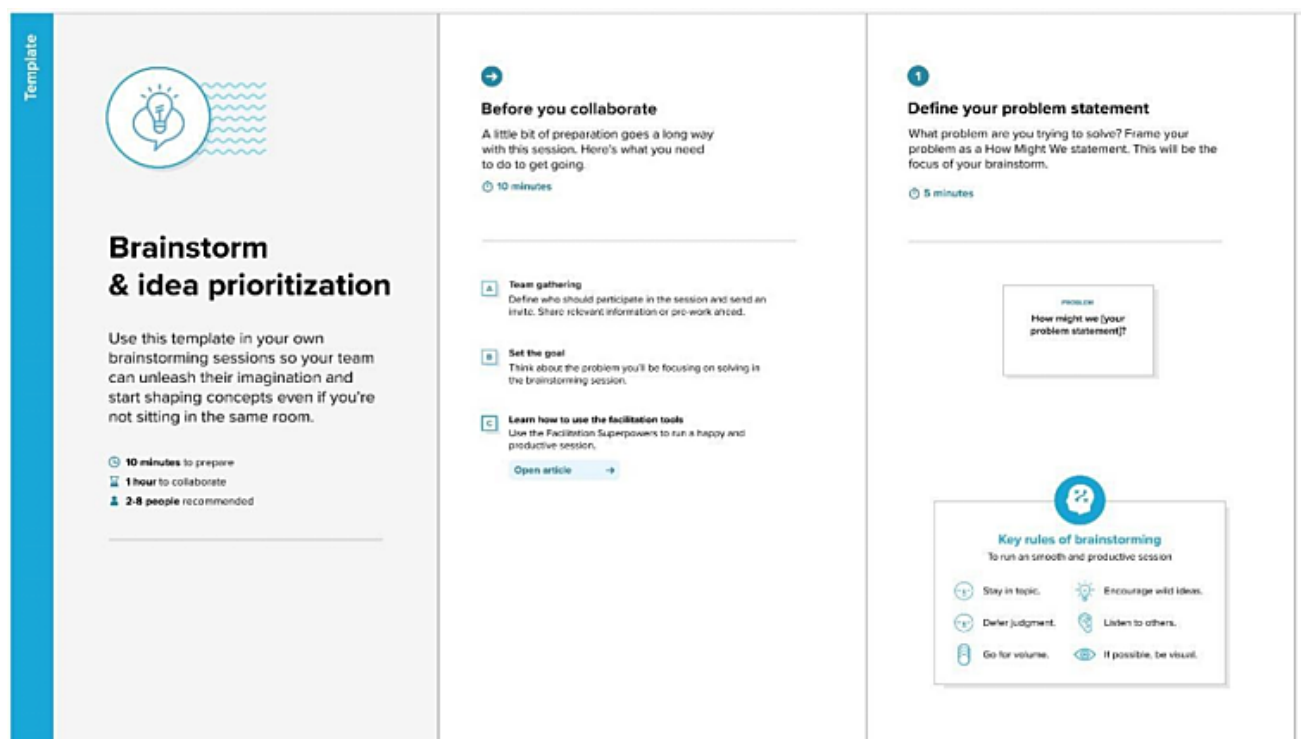 Template
Brainstorm
& idea prioritization
Use this template in your own
brainstorming sessions so your team
can unleash their imagination and
start shaping concepts even if you're
not sitting in the same room.
10 minutes to prepare
1 hour to collaborate
2-8 people recommended
Before you collaborate
A little bit of preparation goes a long way
with this session. Here's what you need
to do to get going.
10 minutes
A
Team gathering
Define who should participate in the session and send an
invite. Share relevant information or pre-work ahead.
B
Set the goal
Think about the problem you'll be focusing on solving in
the brainstorming session.
C
Learn how to use the facilitation tools
Use the Facilitation Superpowers to run a happy and
productive session.
Open article
1
Define your problem statement
What problem are you trying to solve? Frame your
problem as a How Might We statement. This will be the
focus of your brainstorm.
5 minutes
PROBLEM
How might we [your
problem statement]?
Key rules of brainstorming
To run an smooth and productive session
Stay in topic.
Encourage wild ideas.
Defer judgment.
Listen to others.
Go for volume.
If possible, be visual.